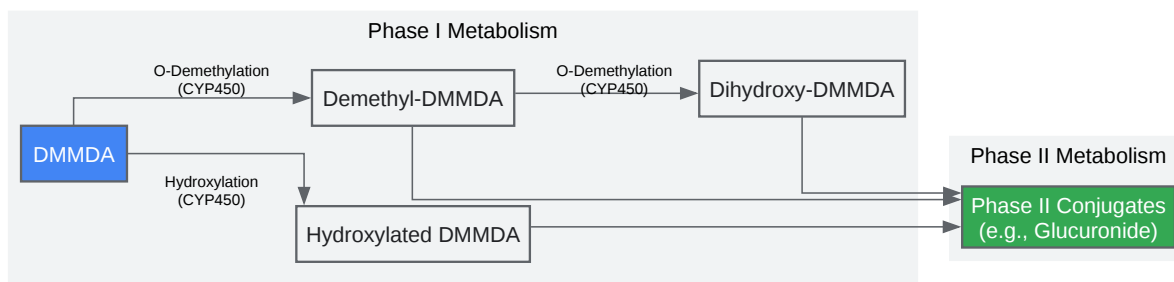 Phase I Metabolism
O-Demethylation
(CYP450)
O-Demethylation
(CYP450)
Demethyl-DMMDA
Dihydroxy-DMMDA
DMMDA
Hydroxylation
(CYP450)
Hydroxylated DMMDA
Phase II Metabolism
Phase II Conjugates
(e.g., Glucuronide)